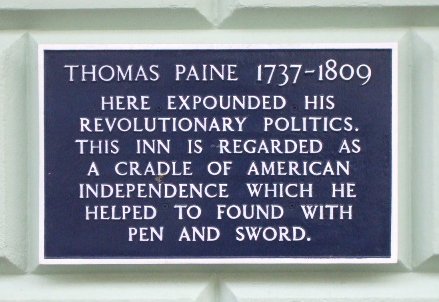 THOMAS PAINE 1737-1809
HERE EXPOUNDED HIS
REVOLUTIONARY POLITICS.
THIS INN IS REGARDED AS
A CRADLE OF AMERICAN
INDEPENDENCE WHICH HE
HELPED TO FOUND WITH
PEN AND SWORD.